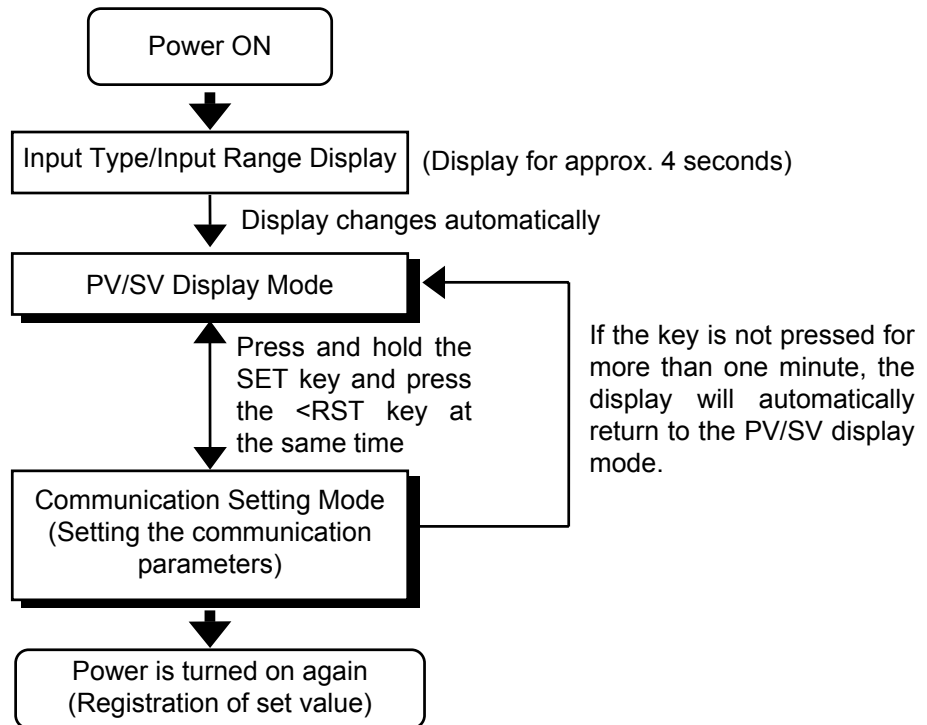 Power ON
Input Type/Input Range Display
(Display for approx. 4 seconds)
Display changes automatically
PV/SV Display Mode
Press and hold the
SET key and press
the <RST key at
the same time
If the key is not pressed for
more than one minute, the
display will automatically
return to the PV/SV display
mode.
Communication Setting Mode
(Setting the communication
parameters)
Power is turned on again
(Registration of set value)